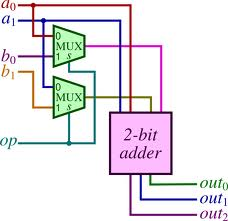 a0
a1
0
MUX
1 s
b0
b1
0
MUX
1 s
op
2-bit
adder
out0
out1
out2